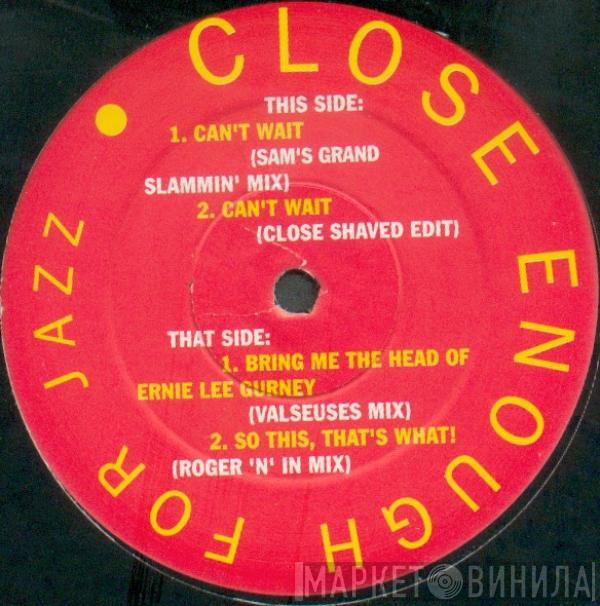 CLOSE ENOUGH FOR JAZZ
THIS SIDE:
1. CAN'T WAIT
(SAM'S GRAND
SLAMMIN' MIX)
2. CAN'T WAIT
(CLOSE SHAVED EDIT)
THAT SIDE:
1. BRING ME THE HEAD OF
ERNIE LEE GURNEY
(VALSEUSES MIX)
2. SO THIS, THAT'S WHAT!
(ROGER 'N' IN MIX)
МАРКЕТ ВИНИЛА